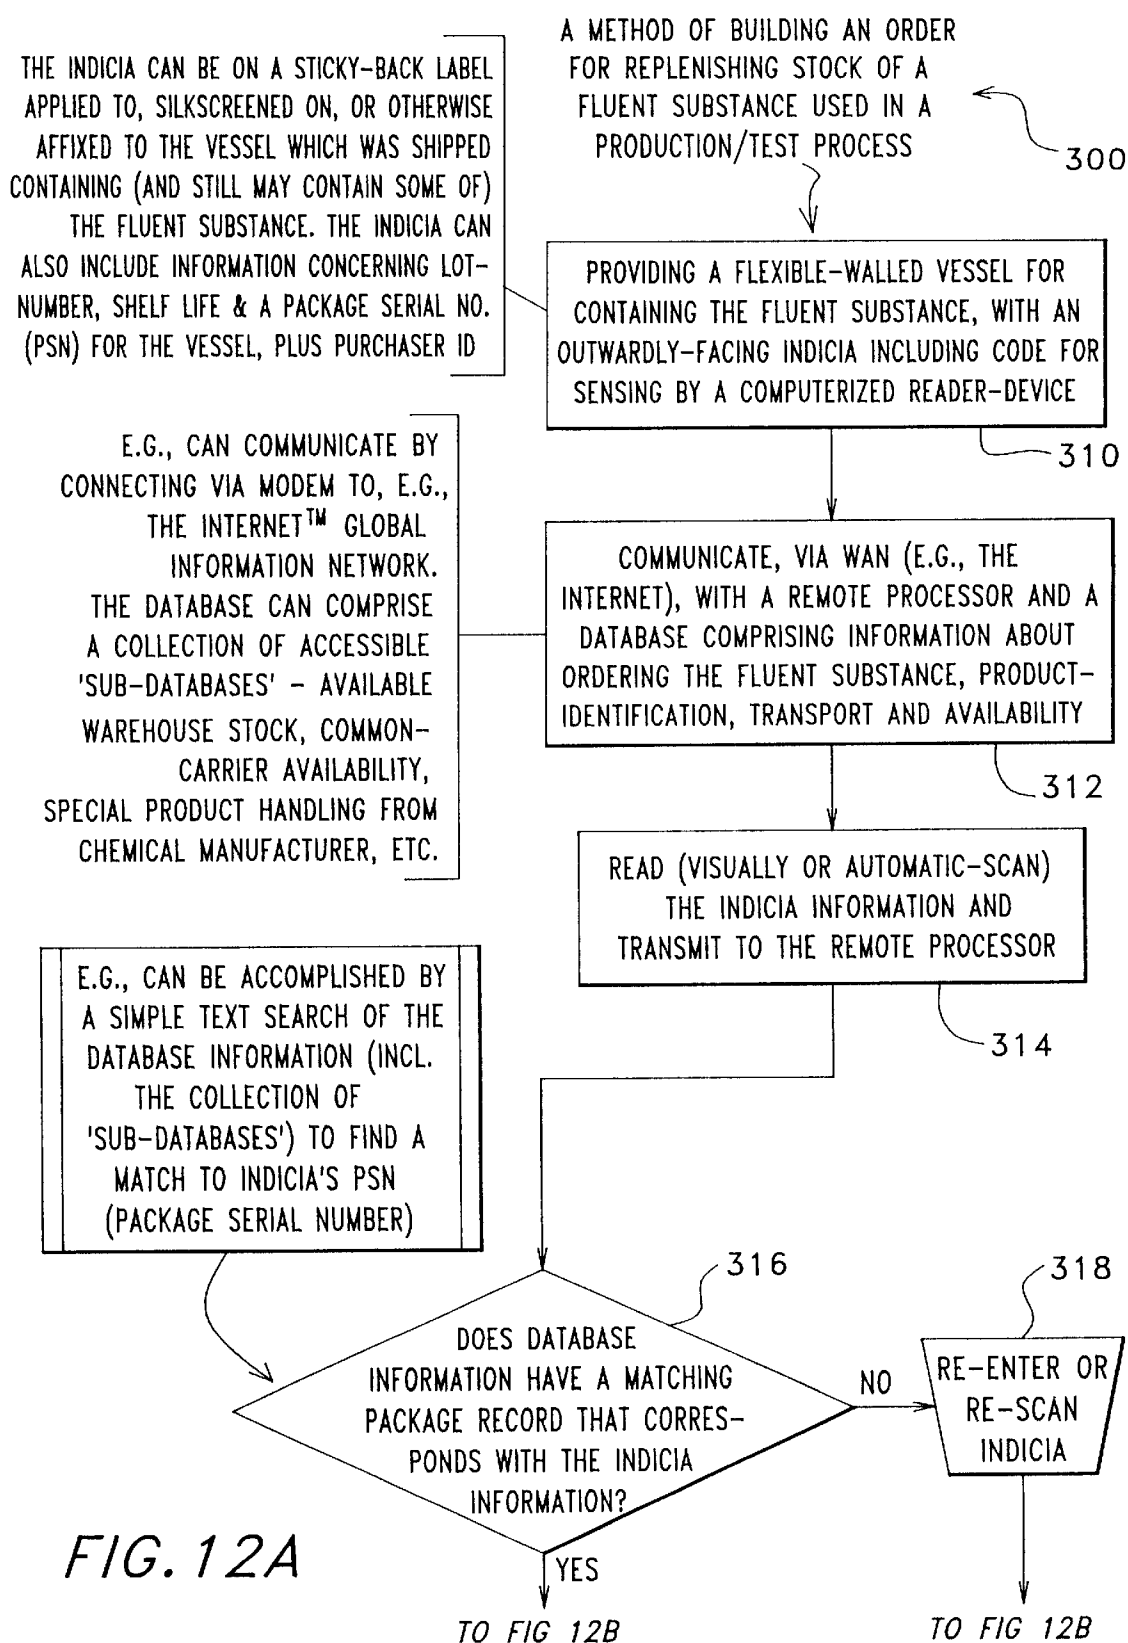 A METHOD OF BUILDING AN ORDER
FOR REPLENISHING STOCK OF A
FLUENT SUBSTANCE USED IN A
PRODUCTION/TEST PROCESS
300
THE INDICIA CAN BE ON A STICKY-BACK LABEL
APPLIED TO, SILKSCREENED ON, OR OTHERWISE
AFFIXED TO THE VESSEL WHICH WAS SHIPPED
CONTAINING (AND STILL MAY CONTAIN SOME OF)
THE FLUENT SUBSTANCE. THE INDICIA CAN
ALSO INCLUDE INFORMATION CONCERNING LOT-
NUMBER, SHELF LIFE & A PACKAGE SERIAL NO.
(PSN) FOR THE VESSEL, PLUS PURCHASER ID
PROVIDING A FLEXIBLE-WALLED VESSEL FOR
CONTAINING THE FLUENT SUBSTANCE, WITH AN
OUTWARDLY-FACING INDICIA INCLUDING CODE FOR
SENSING BY A COMPUTERIZED READER-DEVICE
310
E.G., CAN COMMUNICATE BY
CONNECTING VIA MODEM TO, E.G.,
THE INTERNET™ GLOBAL
INFORMATION NETWORK.
THE DATABASE CAN COMPRISE
A COLLECTION OF ACCESSIBLE
'SUB-DATABASES' - AVAILABLE
WAREHOUSE STOCK, COMMON-
CARRIER AVAILABILITY,
SPECIAL PRODUCT HANDLING FROM
CHEMICAL MANUFACTURER, ETC.
COMMUNICATE, VIA WAN (E.G., THE
INTERNET), WITH A REMOTE PROCESSOR AND A
DATABASE COMPRISING INFORMATION ABOUT
ORDERING THE FLUENT SUBSTANCE, PRODUCT-
IDENTIFICATION, TRANSPORT AND AVAILABILITY
312
READ (VISUALLY OR AUTOMATIC-SCAN)
THE INDICIA INFORMATION AND
TRANSMIT TO THE REMOTE PROCESSOR
314
E.G., CAN BE ACCOMPLISHED BY
A SIMPLE TEXT SEARCH OF THE
DATABASE INFORMATION (INCL.
THE COLLECTION OF
'SUB-DATABASES') TO FIND A
MATCH TO INDICIA'S PSN
(PACKAGE SERIAL NUMBER)
316
DOES DATABASE
INFORMATION HAVE A MATCHING
PACKAGE RECORD THAT CORRES-
PONDS WITH THE INDICIA
INFORMATION?
NO
318
RE-ENTER OR
RE-SCAN
INDICIA
YES
TO FIG 12B
TO FIG 12B
FIG. 12A